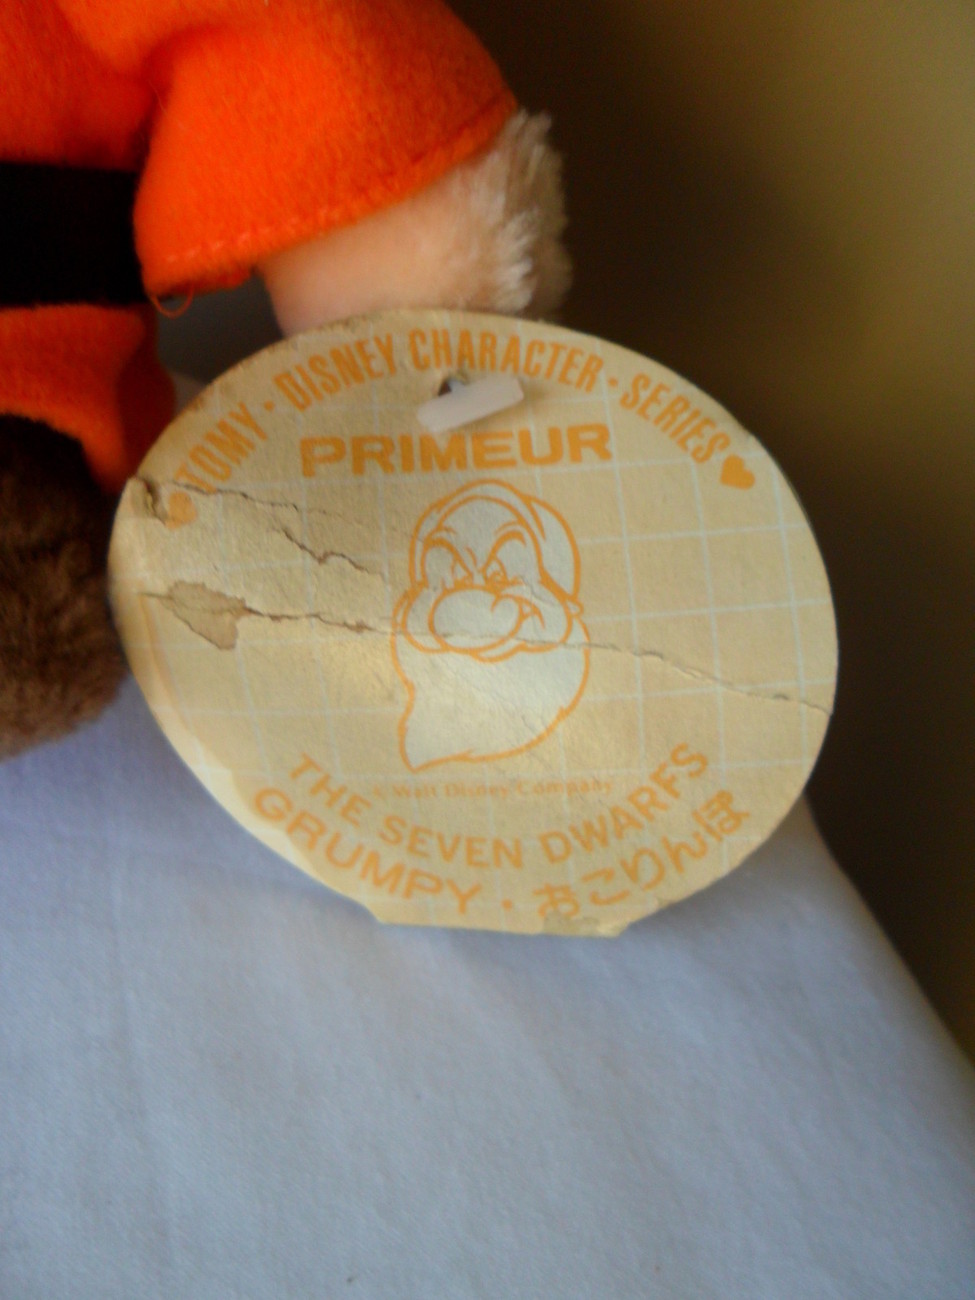 ♥TOMY・DISNEY CHARACTER・SERIES♥
PRIMEUR
© Walt Disney Company
THE SEVEN DWARFS
GRUMPY・おこりんぼ